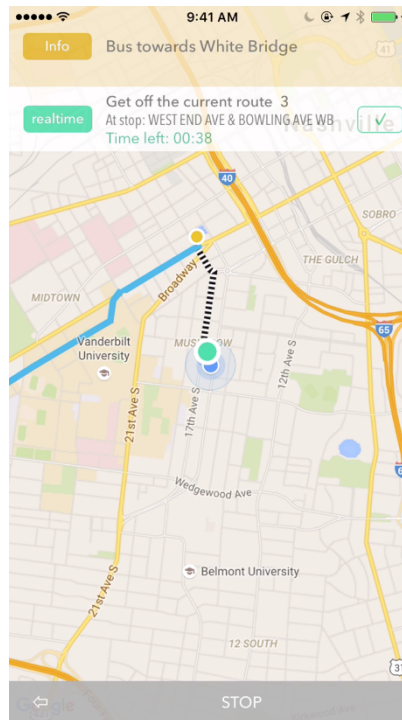 9:41 AM
Info
Bus towards White Bridge
41
realtime
Get off the current route 3
At stop: WEST END AVE & BOWLING AVE WB
Time left: 00:38
Nashville
40
SOBRO
THE GULCH
Broadway
MIDTOWN
65
Vanderbilt
University
12th Ave S
21st Ave S
17th Ave S
Wedgewood Ave
Belmont University
21st Ave S
12 SOUTH
STOP
Google